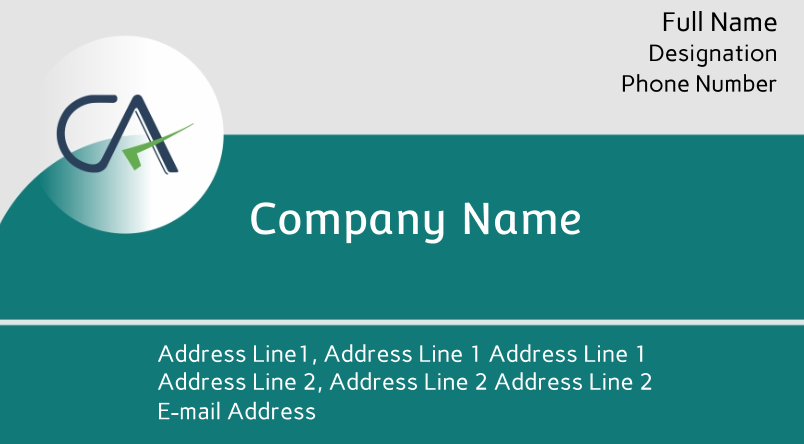 Full Name
Designation
Phone Number
CA
Company Name
Address Line1, Address Line 1 Address Line 1
Address Line 2, Address Line 2 Address Line 2
E-mail Address